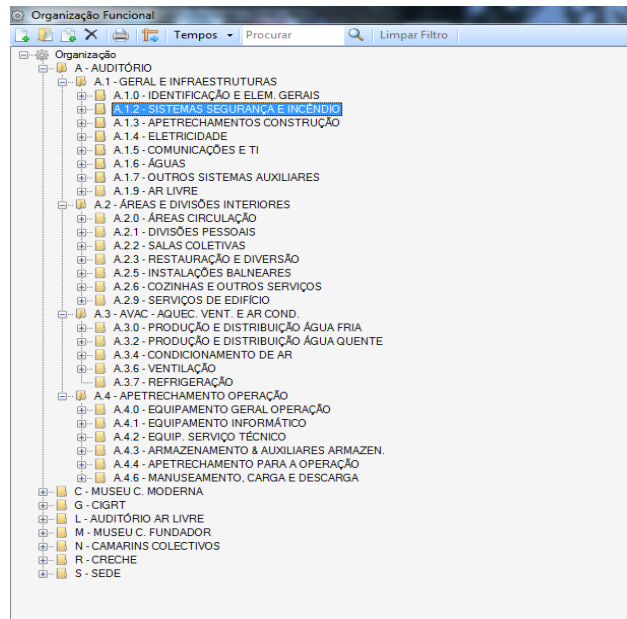 Organização Funcional
Tempos Procurar Limpar Filtro
Organização
A - AUDITÓRIO
A.1 - GERAL E INFRAESTRUTURAS
A.1.0 - IDENTIFICAÇÃO E ELEM. GERAIS
A.1.2 - SISTEMAS SEGURANÇA E INCÊNDIO
A.1.3 - APETRECHAMENTOS CONSTRUÇÃO
A.1.4 - ELETRICIDADE
A.1.5 - COMUNICAÇÕES E TI
A.1.6 - ÁGUAS
A.1.7 - OUTROS SISTEMAS AUXILIARES
A.1.9 - AR LIVRE
A.2 - ÁREAS E DIVISÕES INTERIORES
A.2.0 - ÁREAS CIRCULAÇÃO
A.2.1 - DIVISÕES PESSOAIS
A.2.2 - SALAS COLETIVAS
A.2.3 - RESTAURAÇÃO E DIVERSÃO
A.2.5 - INSTALAÇÕES BALNEARES
A.2.6 - COZINHAS E OUTROS SERVIÇOS
A.2.9 - SERVIÇOS DE EDIFÍCIO
A.3 - AVAC - AQUEC. VENT. E AR COND.
A.3.0 - PRODUÇÃO E DISTRIBUIÇÃO ÁGUA FRIA
A.3.2 - PRODUÇÃO E DISTRIBUIÇÃO ÁGUA QUENTE
A.3.4 - CONDICIONAMENTO DE AR
A.3.6 - VENTILAÇÃO
A.3.7 - REFRIGERAÇÃO
A.4 - APETRECHAMENTO OPERAÇÃO
A.4.0 - EQUIPAMENTO GERAL OPERAÇÃO
A.4.1 - EQUIPAMENTO INFORMÁTICO
A.4.2 - EQUIP. SERVIÇO TÉCNICO
A.4.3 - ARMAZENAMENTO & AUXILIARES ARMAZEN.
A.4.4 - APETRECHAMENTO PARA A OPERAÇÃO
A.4.6 - MANUSEAMENTO, CARGA E DESCARGA
C - MUSEU C. MODERNA
G - CIGRT
L - AUDITÓRIO AR LIVRE
M - MUSEU C. FUNDADOR
N - CAMARINS COLECTIVOS
R - CRECHE
S - SEDE